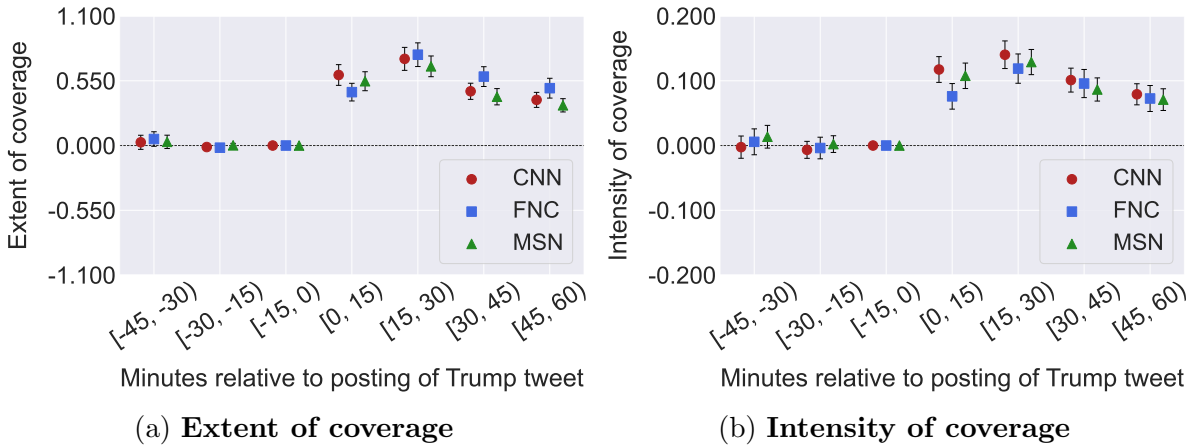 1.100
0.550
0.000
-0.550
-1.100
Extent of coverage
CNN
FNC
MSN
[-45, -30)
[-30, -15)
[-15, 0)
[0, 15)
[15, 30)
[30, 45)
[45, 60)
Minutes relative to posting of Trump tweet
(a) Extent of coverage
0.200
0.100
0.000
-0.100
-0.200
Intensity of coverage
CNN
FNC
MSN
[-45, -30)
[-30, -15)
[-15, 0)
[0, 15)
[15, 30)
[30, 45)
[45, 60)
Minutes relative to posting of Trump tweet
(b) Intensity of coverage